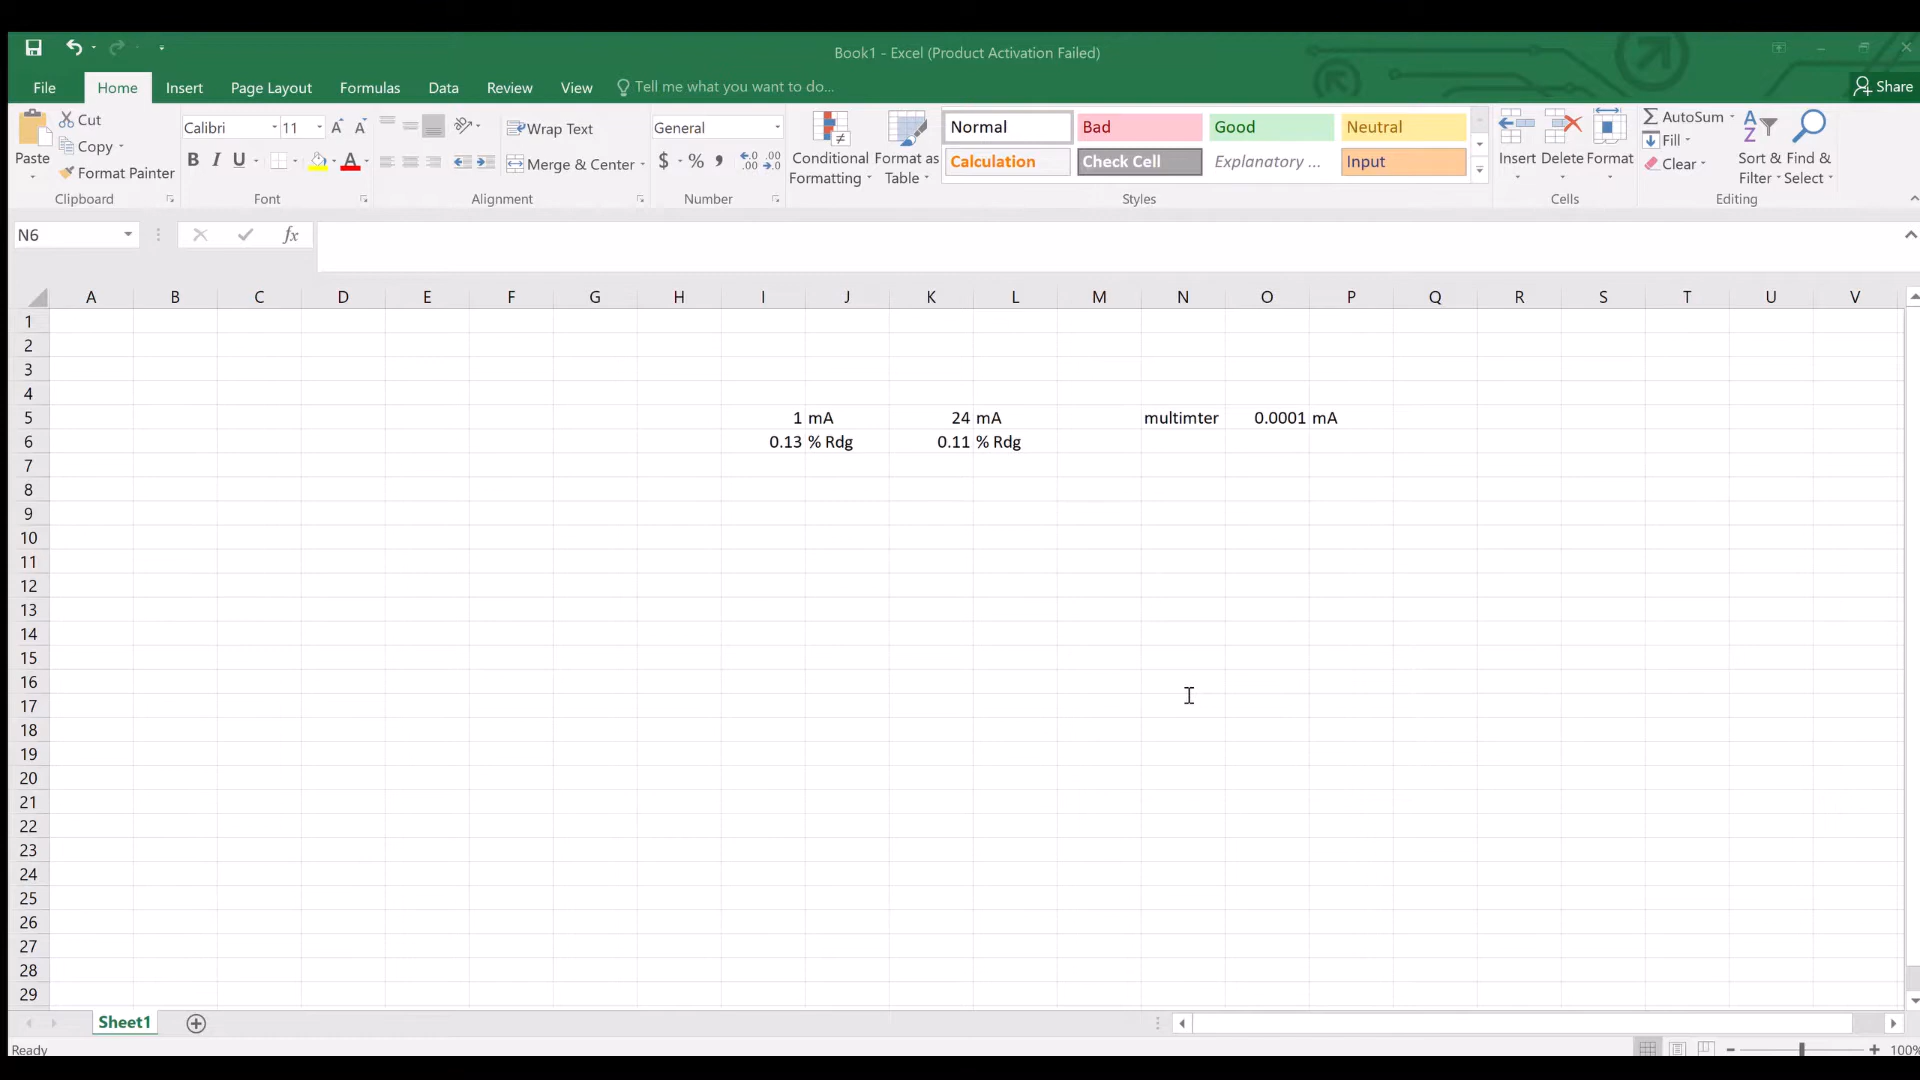 Book1 - Excel (Product Activation Failed)
File Home Insert Page Layout Formulas Data Review View Tell me what you want to do... Share
Paste
Cut
Copy
Format Painter
Clipboard
Calibri 11
B I U A
Font
Wrap Text
Merge & Center
Alignment
General
$ % ,
Number
Conditional Formatting
Format as Table
Normal Bad Good Neutral
Calculation Check Cell Explanatory ... Input
Styles
Insert Delete Format
Cells
AutoSum
Fill
Clear
Sort & Filter
Find & Select
Editing
N6 fx
A B C D E F G H I J K L M N O P Q R S T U V
1
2
3
4
5 1 mA 24 mA multimter 0.0001 mA
6 0.13 % Rdg 0.11 % Rdg
7
8
9
10
11
12
13
14
15
16
17
18
19
20
21
22
23
24
25
26
27
28
29
Sheet1
Ready 100%